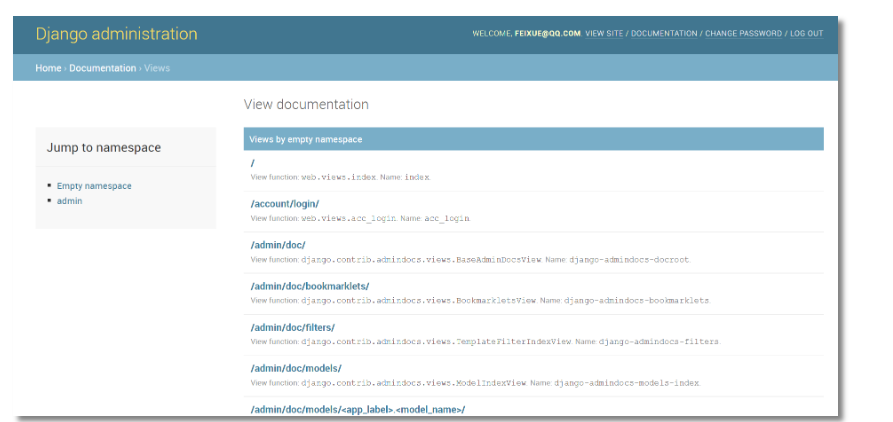 Django administration
WELCOME, FEIXUE@QQ.COM. VIEW SITE / DOCUMENTATION / CHANGE PASSWORD / LOG OUT
Home › Documentation › Views
View documentation
Jump to namespace
Empty namespace
admin
Views by empty namespace
/
View function: web.views.index. Name: index.
/account/login/
View function: web.views.acc_login. Name: acc_login.
/admin/doc/
View function: django.contrib.admindocs.views.BaseAdminDocsView. Name: django-admindocs-docroot.
/admin/doc/bookmarklets/
View function: django.contrib.admindocs.views.BookmarkletsView. Name: django-admindocs-bookmarklets.
/admin/doc/filters/
View function: django.contrib.admindocs.views.TemplateFilterIndexView. Name: django-admindocs-filters.
/admin/doc/models/
View function: django.contrib.admindocs.views.ModelIndexView. Name: django-admindocs-models-index.
/admin/doc/models/<app_label>.<model_name>/